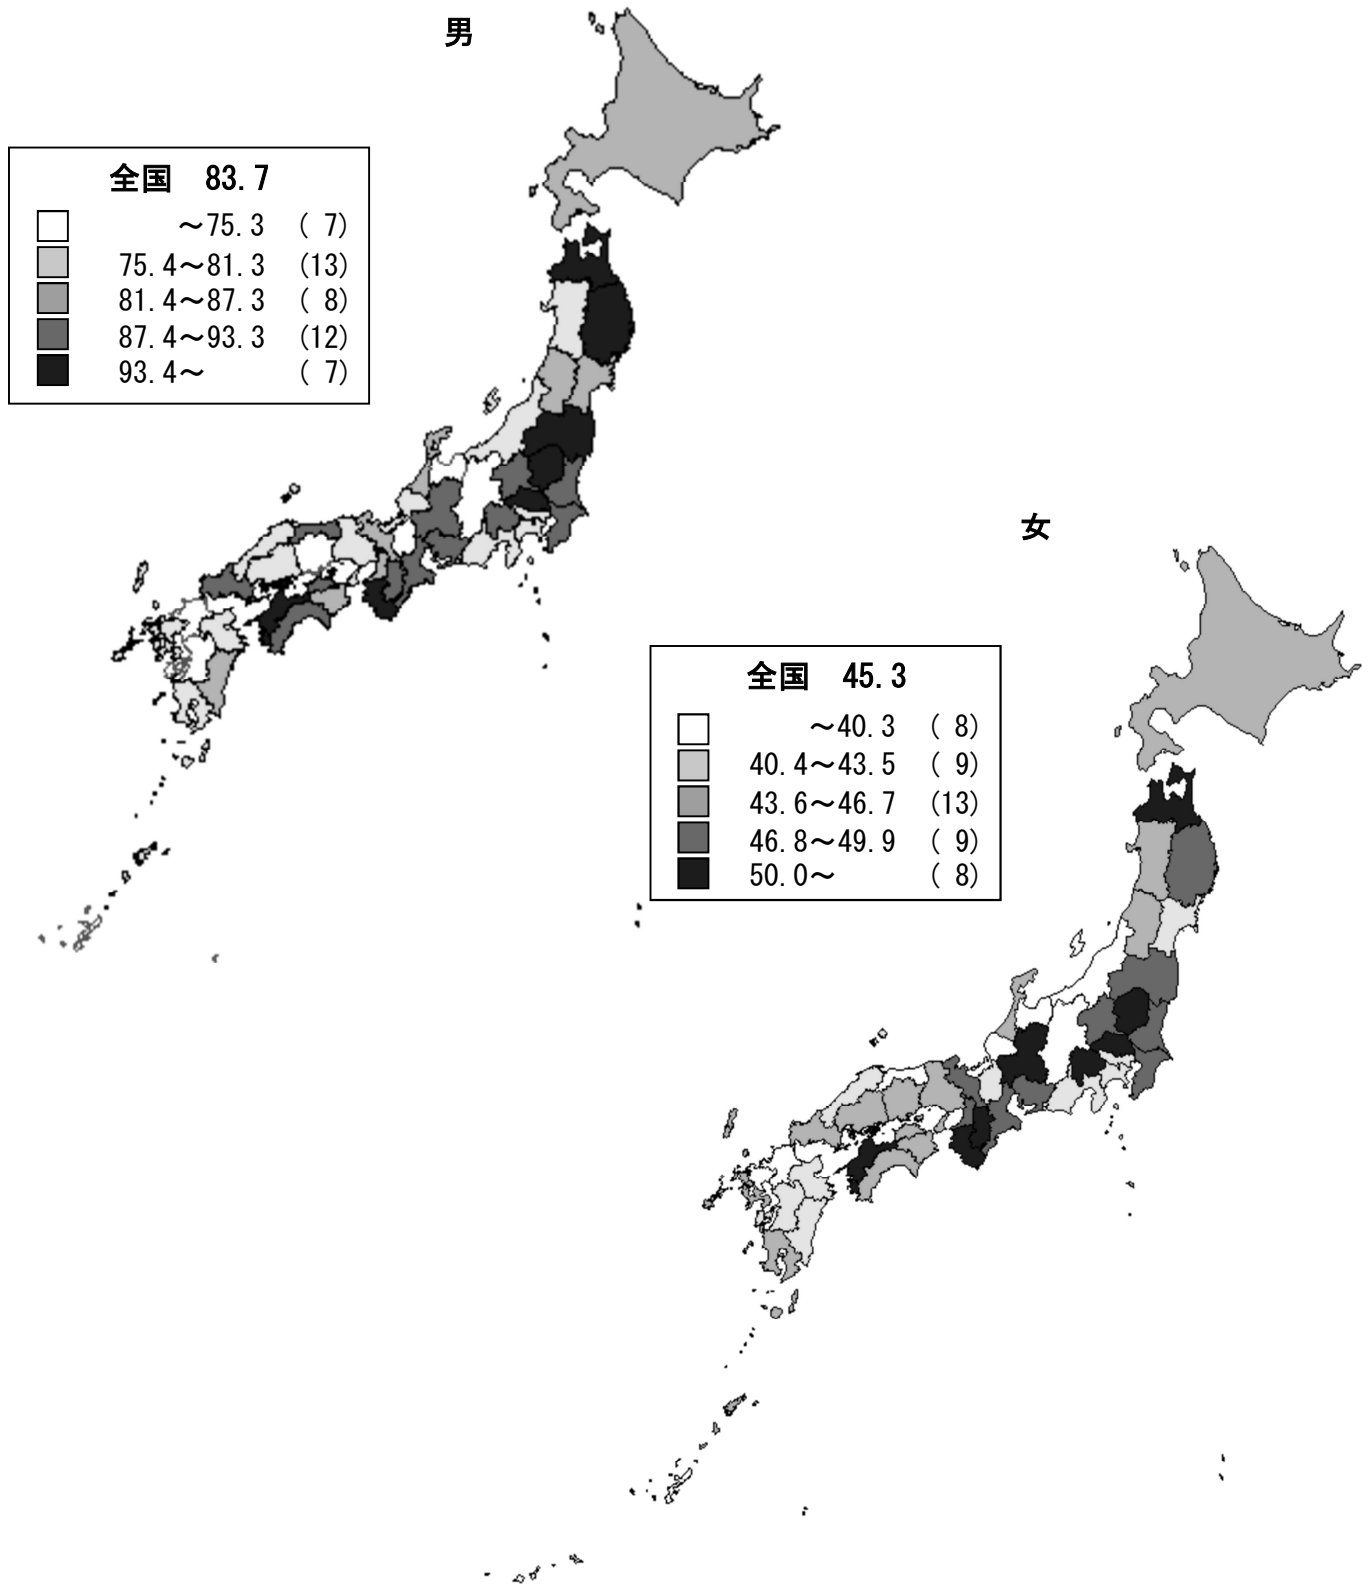 男
全国 83.7
～75.3 ( 7)
75.4～81.3 (13)
81.4～87.3 ( 8)
87.4～93.3 (12)
93.4～ ( 7)
女
全国 45.3
～40.3 ( 8)
40.4～43.5 ( 9)
43.6～46.7 (13)
46.8～49.9 ( 9)
50.0～ ( 8)